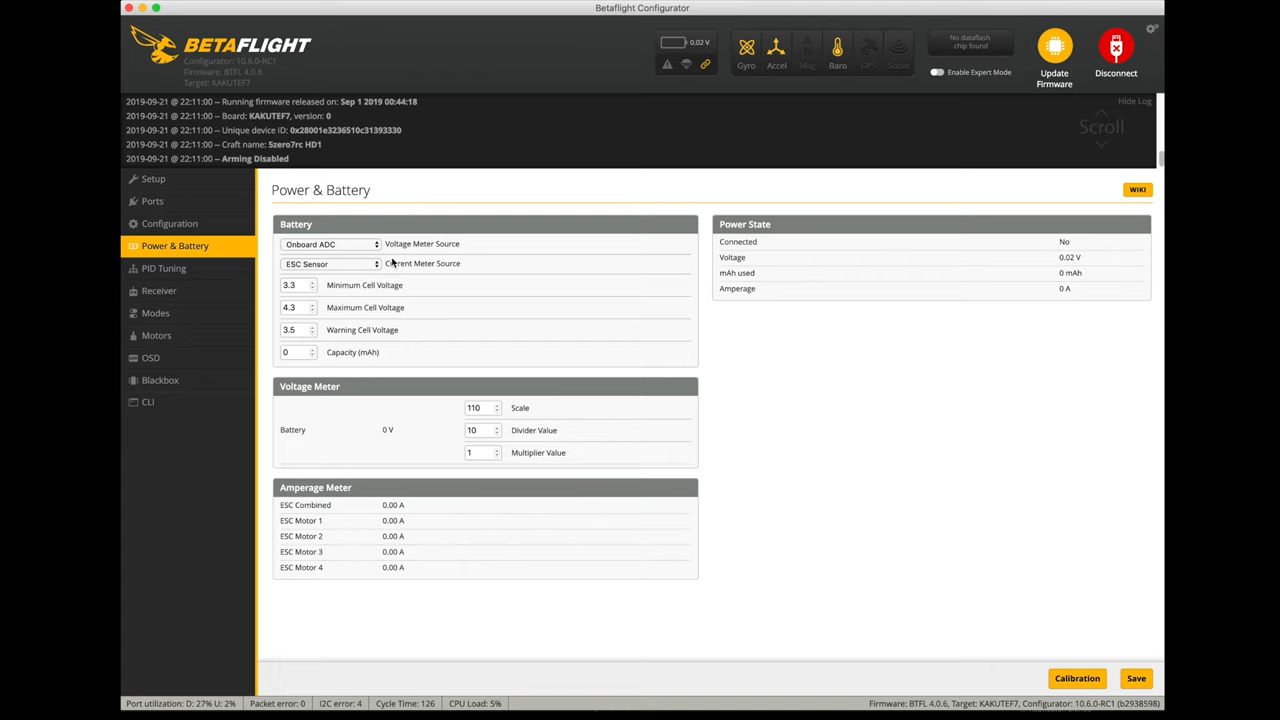 Betaflight Configurator
BETAFLIGHT
Configurator: 10.6.0-RC1
Firmware: BTFL 4.0.6
Target: KAKUTEF7
0.02 V
Gyro
Accel
Mag
Baro
GPS
Sonar
No dataflash
chip found
Enable Expert Mode
Update
Firmware
Disconnect
2019-09-21 @ 22:11:00 -- Running firmware released on: Sep 1 2019 00:44:18
2019-09-21 @ 22:11:00 -- Board: KAKUTEF7, version: 0
2019-09-21 @ 22:11:00 -- Unique device ID: 0x28001e3236510c31393330
2019-09-21 @ 22:11:00 -- Craft name: 5zero7rc HD1
2019-09-21 @ 22:11:00 -- Arming Disabled
Hide Log
Scroll
Setup
Ports
Configuration
Power & Battery
PID Tuning
Receiver
Modes
Motors
OSD
Blackbox
CLI
Power & Battery
WIKI
Battery
Onboard ADC Voltage Meter Source
ESC Sensor Current Meter Source
3.3 Minimum Cell Voltage
4.3 Maximum Cell Voltage
3.5 Warning Cell Voltage
0 Capacity (mAh)
Voltage Meter
110 Scale
Battery 0 V 10 Divider Value
1 Multiplier Value
Amperage Meter
ESC Combined 0.00 A
ESC Motor 1 0.00 A
ESC Motor 2 0.00 A
ESC Motor 3 0.00 A
ESC Motor 4 0.00 A
Power State
Connected No
Voltage 0.02 V
mAh used 0 mAh
Amperage 0 A
Calibration
Save
Port utilization: D: 27% U: 2% Packet error: 0 I2C error: 4 Cycle Time: 126 CPU Load: 5% Firmware: BTFL 4.0.6, Target: KAKUTEF7, Configurator: 10.6.0-RC1 (b2938598)